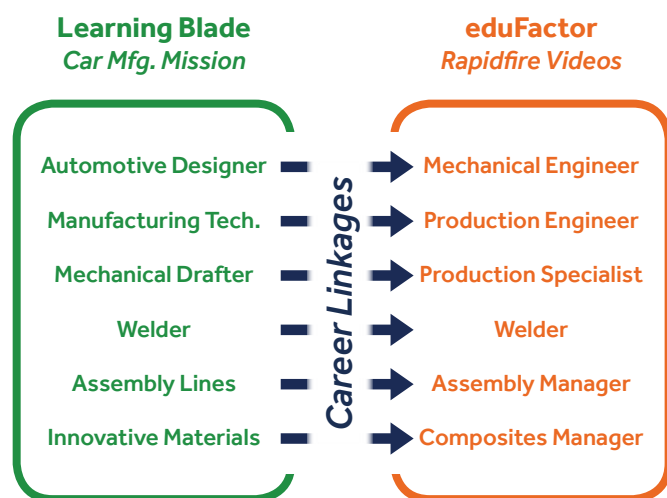 Learning Blade
Car Mfg. Mission
eduFactor
Rapidfire Videos
Automotive Designer
Mechanical Engineer
Manufacturing Tech.
Production Engineer
Mechanical Drafter
Production Specialist
Welder
Welder
Assembly Lines
Assembly Manager
Innovative Materials
Composites Manager
Career Linkages